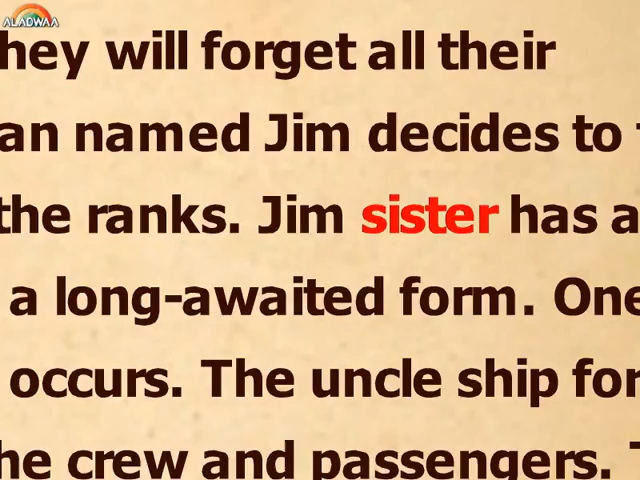 ALADWAA
hey will forget all their
an named Jim decides to
the ranks. Jim sister has a
a long-awaited form. One
occurs. The uncle ship for
he crew and passengers.